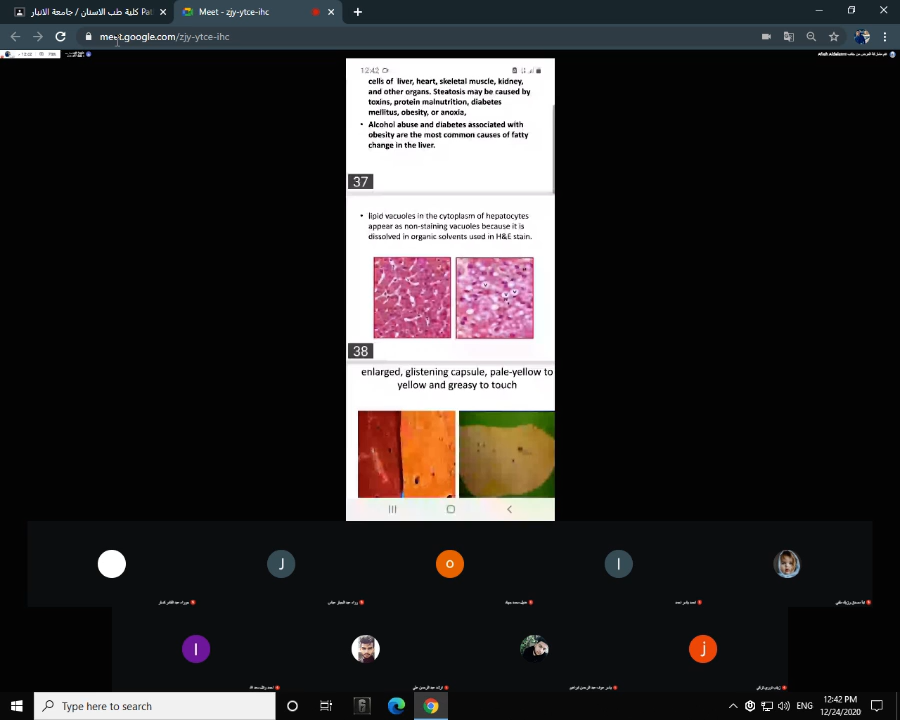 كلية طب الاسنان / جامعة الانبار Pat
Meet - zjy-ytce-ihc
meet.google.com/zjy-ytce-ihc
12:42
cells of liver, heart, skeletal muscle, kidney,
and other organs. Steatosis may be caused by
toxins, protein malnutrition, diabetes
mellitus, obesity, or anoxia,
• Alcohol abuse and diabetes associated with
obesity are the most common causes of fatty
change in the liver.
37
• lipid vacuoles in the cytoplasm of hepatocytes
appear as non-staining vacuoles because it is
dissolved in organic solvents used in H&E stain.
38
enlarged, glistening capsule, pale-yellow to
yellow and greasy to touch
J
o
I
I
j
Type here to search
ENG
12:42 PM
12/24/2020